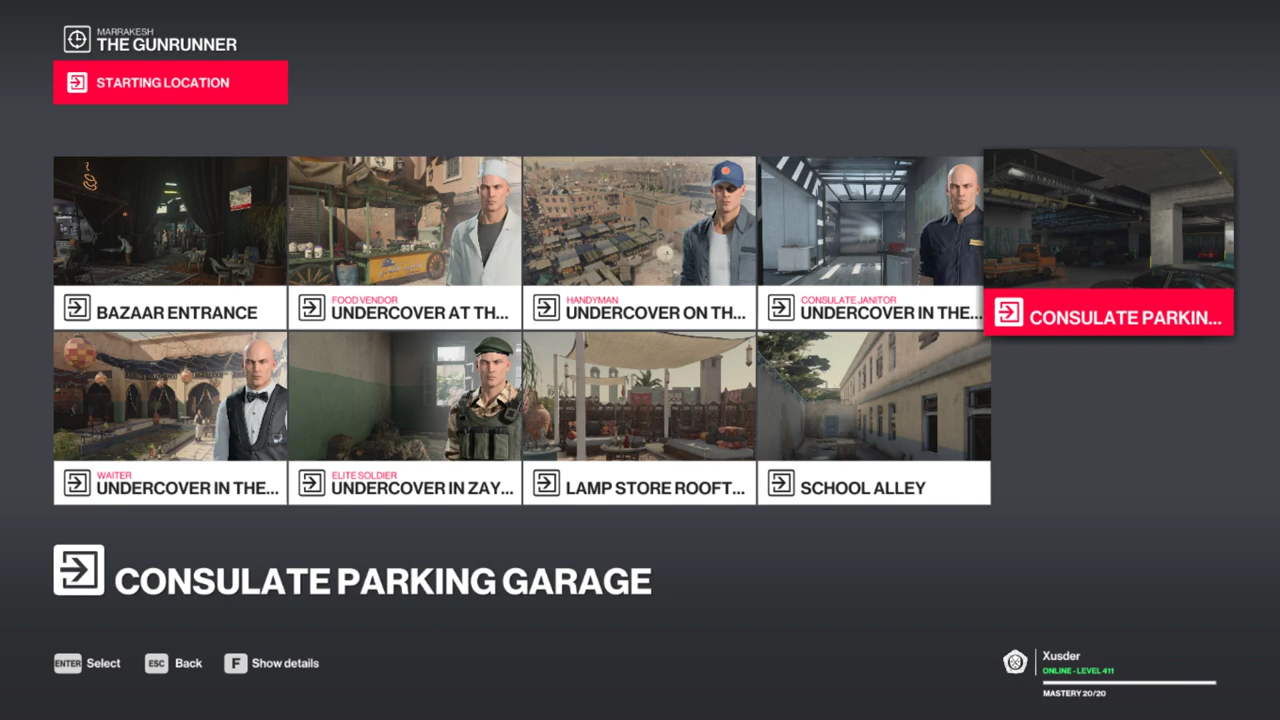 MARRAKESH
THE GUNRUNNER
STARTING LOCATION
BAZAAR ENTRANCE
FOOD VENDOR
UNDERCOVER AT TH...
HANDYMAN
UNDERCOVER ON TH...
CONSULATE JANITOR
UNDERCOVER IN THE...
CONSULATE PARKIN...
WAITER
UNDERCOVER IN THE...
ELITE SOLDIER
UNDERCOVER IN ZAY...
LAMP STORE ROOFT...
SCHOOL ALLEY
CONSULATE PARKING GARAGE
ENTER Select ESC Back F Show details
Xusder
ONLINE - LEVEL 411
MASTERY 20/20